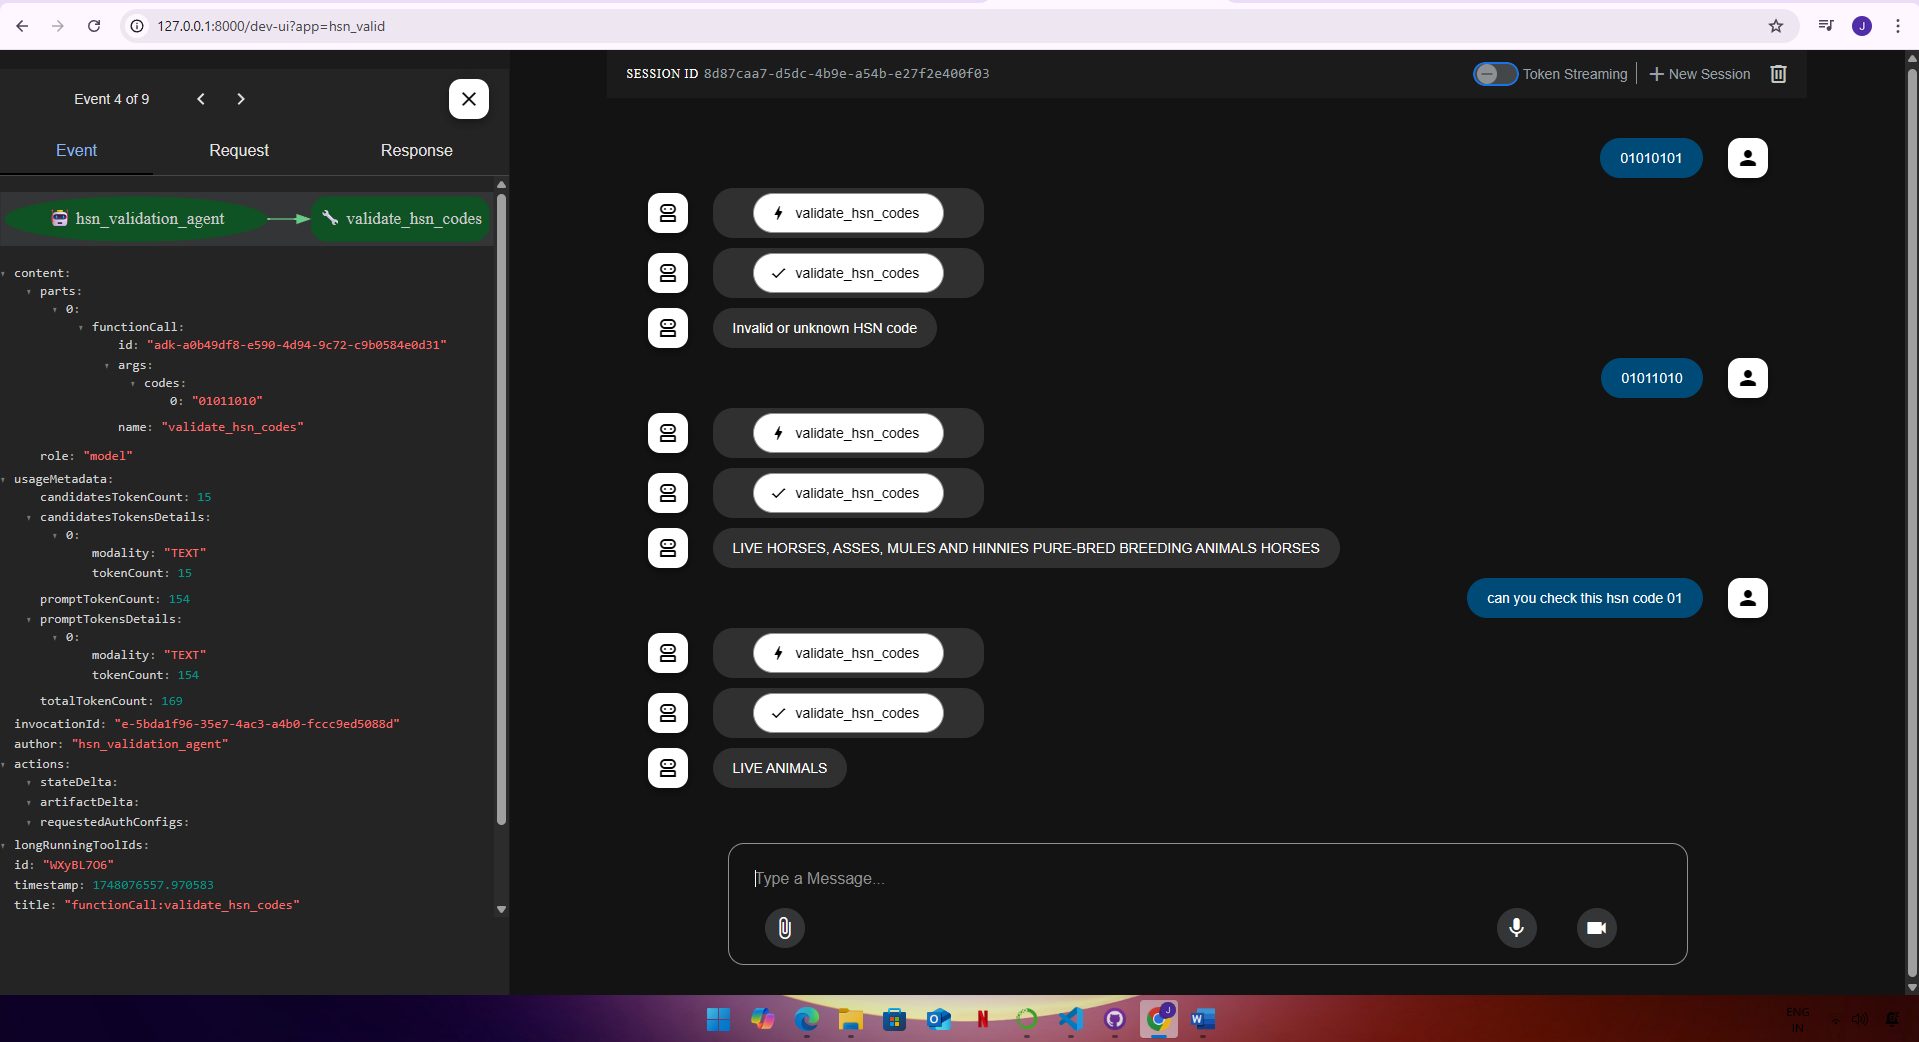 127.0.0.1:8000/dev-ui?app=hsn_valid
J
Event 4 of 9
Event Request Response
hsn_validation_agent validate_hsn_codes
content:
parts:
0:
functionCall:
id: "adk-a0b49df8-e590-4d94-9c72-c9b0584e0d31"
args:
codes:
0: "01011010"
name: "validate_hsn_codes"
role: "model"
usageMetadata:
candidatesTokenCount: 15
candidatesTokensDetails:
0:
modality: "TEXT"
tokenCount: 15
promptTokenCount: 154
promptTokensDetails:
0:
modality: "TEXT"
tokenCount: 154
totalTokenCount: 169
invocationId: "e-5bda1f96-35e7-4ac3-a4b0-fccc9ed5088d"
author: "hsn_validation_agent"
actions:
stateDelta:
artifactDelta:
requestedAuthConfigs:
longRunningToolIds:
id: "WXyBL7O6"
timestamp: 1748076557.970583
title: "functionCall:validate_hsn_codes"
SESSION ID 8d87caa7-d5dc-4b9e-a54b-e27f2e400f03
Token Streaming
New Session
01010101
validate_hsn_codes
validate_hsn_codes
Invalid or unknown HSN code
01011010
validate_hsn_codes
validate_hsn_codes
LIVE HORSES, ASSES, MULES AND HINNIES PURE-BRED BREEDING ANIMALS HORSES
can you check this hsn code 01
validate_hsn_codes
validate_hsn_codes
LIVE ANIMALS
Type a Message...
N
J
W
ENG
IN